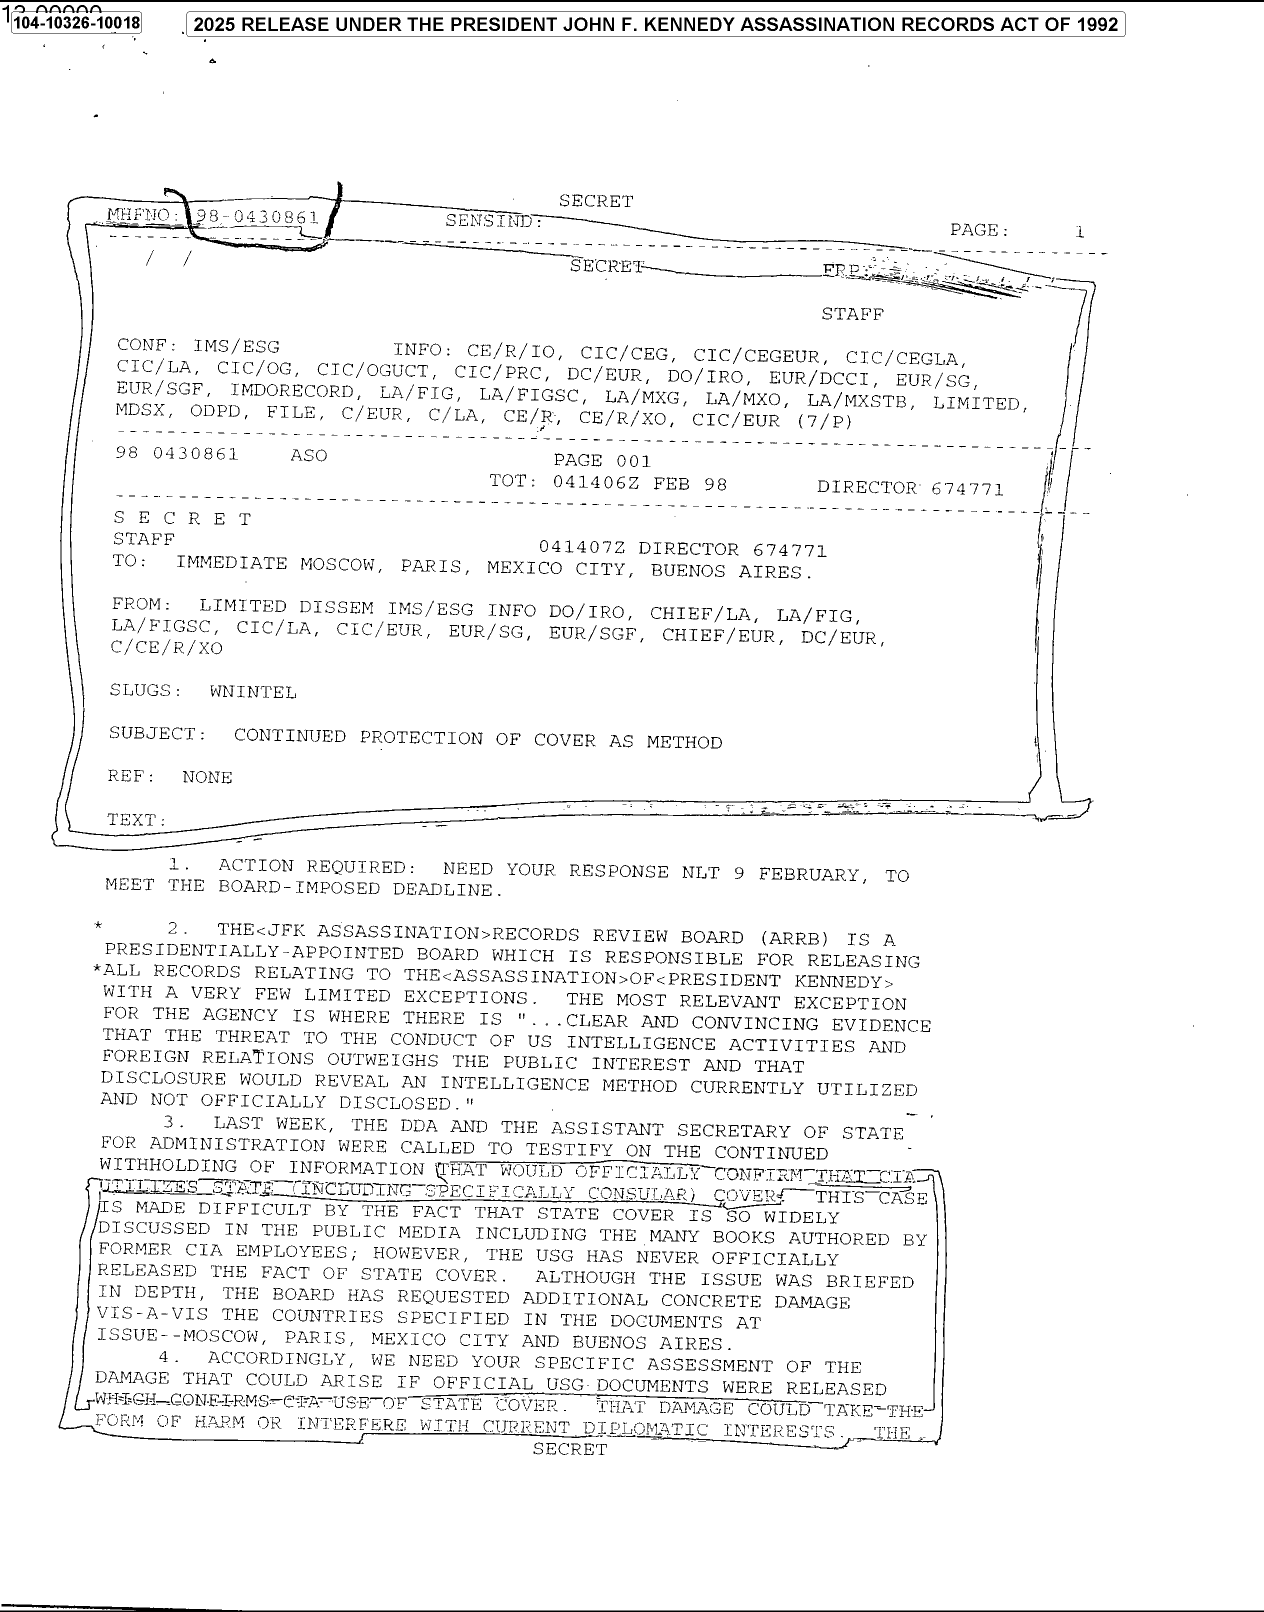 13-00000
104-10326-10018
2025 RELEASE UNDER THE PRESIDENT JOHN F. KENNEDY ASSASSINATION RECORDS ACT OF 1992
SECRET
MHFNO: 98-0430861 SENSIND: PAGE: 1
/ / SECRET FRP:
STAFF
CONF: IMS/ESG INFO: CE/R/IO, CIC/CEG, CIC/CEGEUR, CIC/CEGLA,
CIC/LA, CIC/OG, CIC/OGUCT, CIC/PRC, DC/EUR, DO/IRO, EUR/DCCI, EUR/SG,
EUR/SGF, IMDORECORD, LA/FIG, LA/FIGSC, LA/MXG, LA/MXO, LA/MXSTB, LIMITED,
MDSX, ODPD, FILE, C/EUR, C/LA, CE/R, CE/R/XO, CIC/EUR (7/P)
98 0430861 ASO PAGE 001
TOT: 041406Z FEB 98 DIRECTOR 674771
S E C R E T
STAFF 041407Z DIRECTOR 674771
TO: IMMEDIATE MOSCOW, PARIS, MEXICO CITY, BUENOS AIRES.
FROM: LIMITED DISSEM IMS/ESG INFO DO/IRO, CHIEF/LA, LA/FIG,
LA/FIGSC, CIC/LA, CIC/EUR, EUR/SG, EUR/SGF, CHIEF/EUR, DC/EUR,
C/CE/R/XO
SLUGS: WNINTEL
SUBJECT: CONTINUED PROTECTION OF COVER AS METHOD
REF: NONE
TEXT:
1. ACTION REQUIRED: NEED YOUR RESPONSE NLT 9 FEBRUARY, TO
MEET THE BOARD-IMPOSED DEADLINE.
* 2. THE<JFK ASSASSINATION>RECORDS REVIEW BOARD (ARRB) IS A
PRESIDENTIALLY-APPOINTED BOARD WHICH IS RESPONSIBLE FOR RELEASING
*ALL RECORDS RELATING TO THE<ASSASSINATION>OF<PRESIDENT KENNEDY>
WITH A VERY FEW LIMITED EXCEPTIONS. THE MOST RELEVANT EXCEPTION
FOR THE AGENCY IS WHERE THERE IS "...CLEAR AND CONVINCING EVIDENCE
THAT THE THREAT TO THE CONDUCT OF US INTELLIGENCE ACTIVITIES AND
FOREIGN RELATIONS OUTWEIGHS THE PUBLIC INTEREST AND THAT
DISCLOSURE WOULD REVEAL AN INTELLIGENCE METHOD CURRENTLY UTILIZED
AND NOT OFFICIALLY DISCLOSED."
3. LAST WEEK, THE DDA AND THE ASSISTANT SECRETARY OF STATE
FOR ADMINISTRATION WERE CALLED TO TESTIFY ON THE CONTINUED
WITHHOLDING OF INFORMATION THAT WOULD OFFICIALLY CONFIRM THAT CIA
UTILIZES STATE (INCLUDING SPECIFICALLY CONSULAR) COVER. THIS CASE
IS MADE DIFFICULT BY THE FACT THAT STATE COVER IS SO WIDELY
DISCUSSED IN THE PUBLIC MEDIA INCLUDING THE MANY BOOKS AUTHORED BY
FORMER CIA EMPLOYEES; HOWEVER, THE USG HAS NEVER OFFICIALLY
RELEASED THE FACT OF STATE COVER. ALTHOUGH THE ISSUE WAS BRIEFED
IN DEPTH, THE BOARD HAS REQUESTED ADDITIONAL CONCRETE DAMAGE
VIS-A-VIS THE COUNTRIES SPECIFIED IN THE DOCUMENTS AT
ISSUE--MOSCOW, PARIS, MEXICO CITY AND BUENOS AIRES.
4. ACCORDINGLY, WE NEED YOUR SPECIFIC ASSESSMENT OF THE
DAMAGE THAT COULD ARISE IF OFFICIAL USG DOCUMENTS WERE RELEASED
WHICH CONFIRMS CIA USE OF STATE COVER. THAT DAMAGE COULD TAKE THE
FORM OF HARM OR INTERFERE WITH CURRENT DIPLOMATIC INTERESTS. THE
SECRET